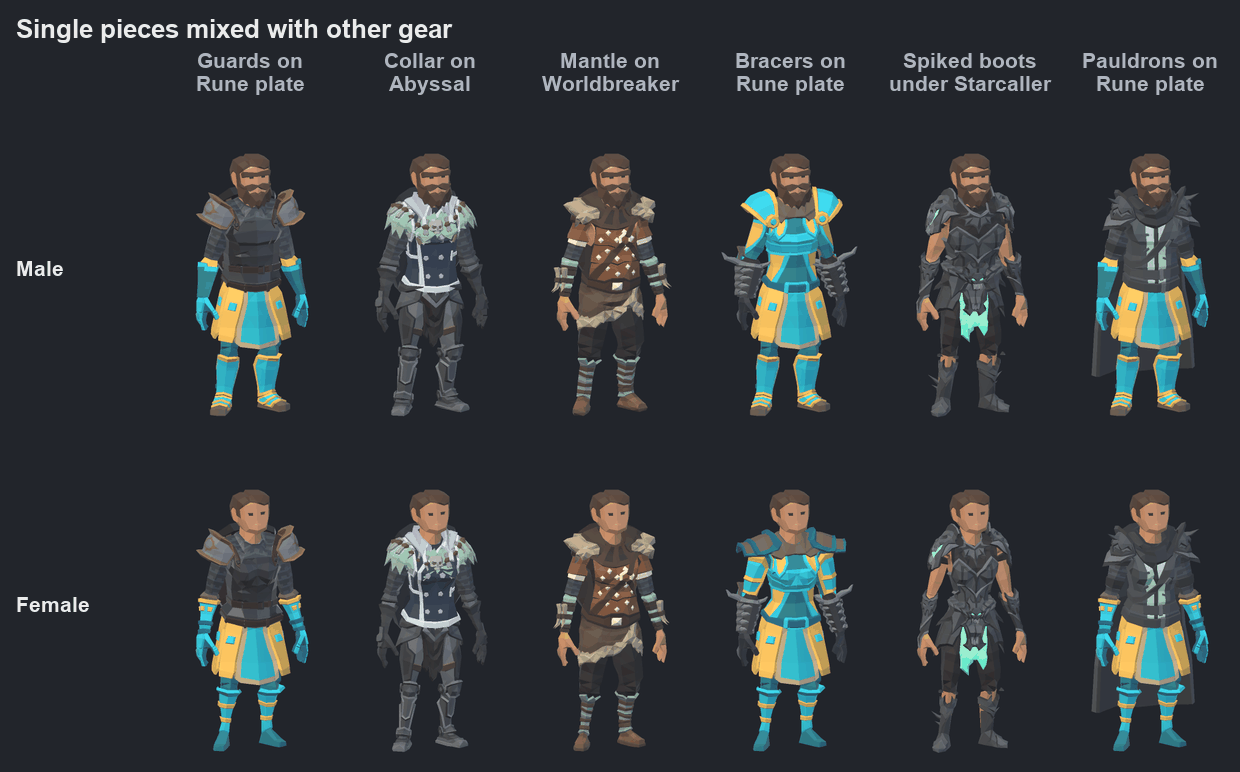 Single pieces mixed with other gear
Guards on
Rune plate
Collar on
Abyssal
Mantle on
Worldbreaker
Bracers on
Rune plate
Spiked boots
under Starcaller
Pauldrons on
Rune plate
Male
Female